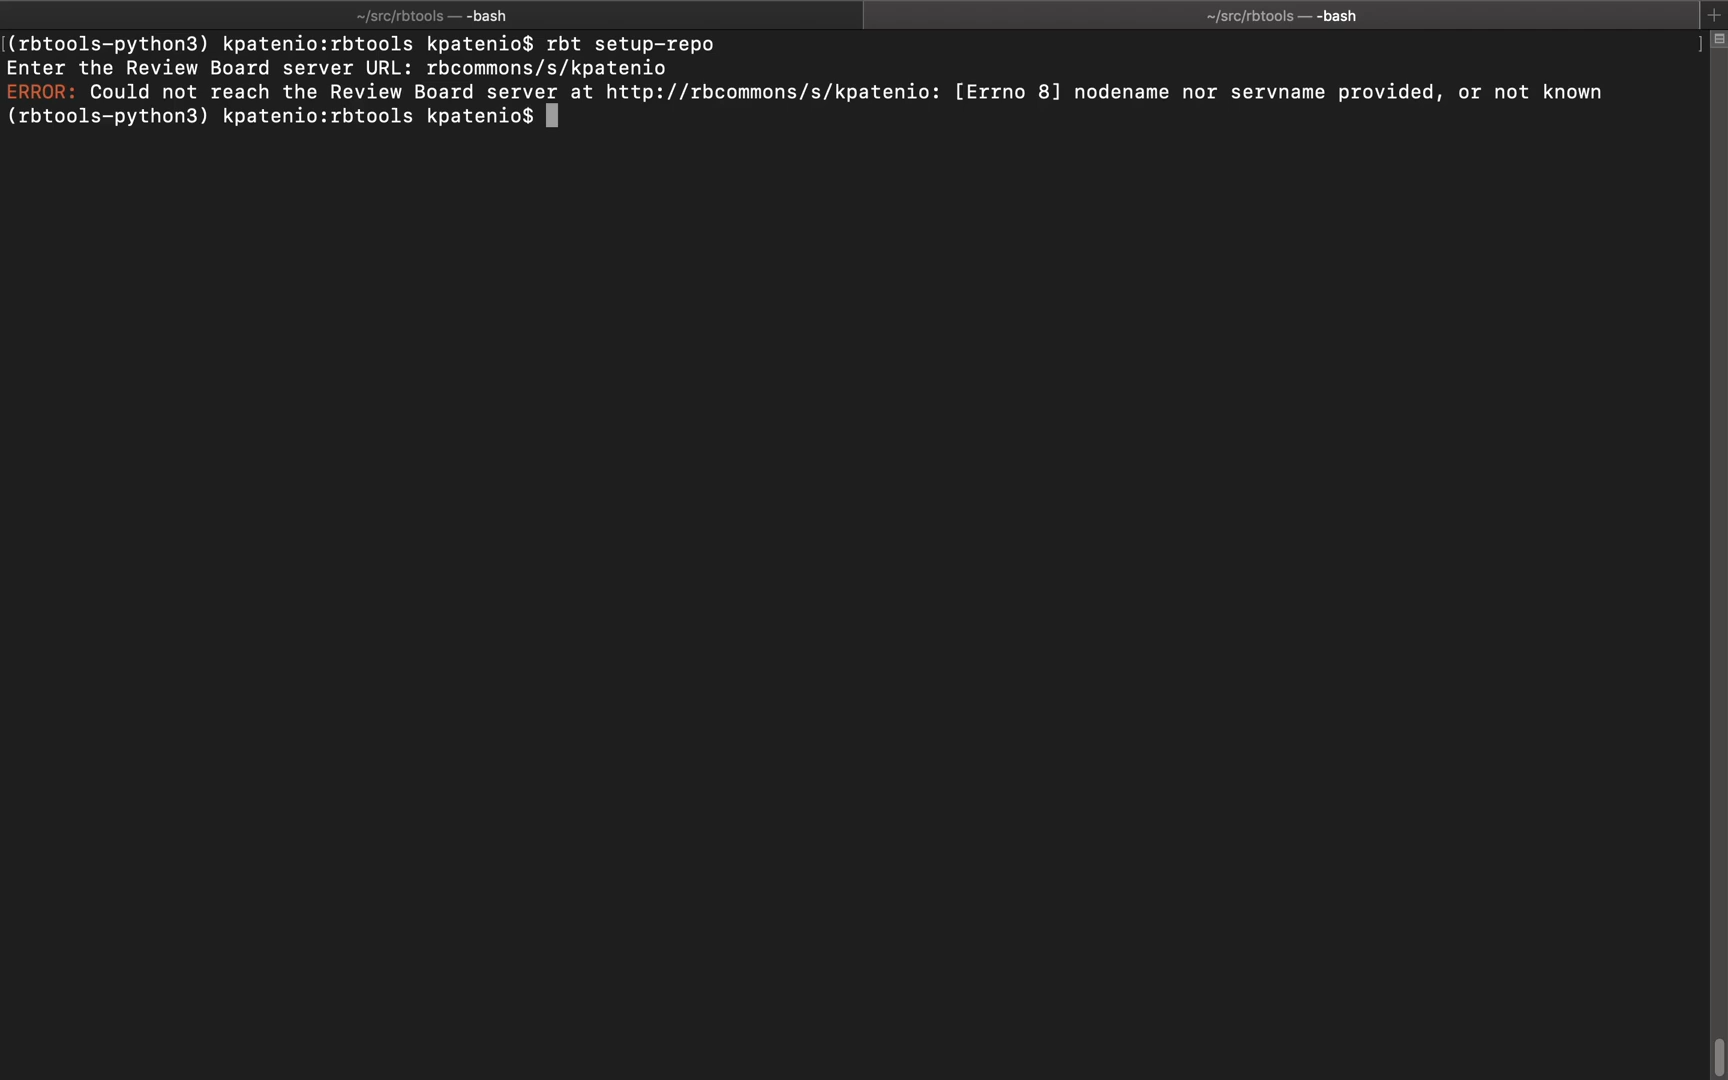 ~/src/rbtools — -bash
~/src/rbtools — -bash
[(rbtools-python3) kpatenio:rbtools kpatenio$ rbt setup-repo ]
Enter the Review Board server URL: rbcommons/s/kpatenio
ERROR: Could not reach the Review Board server at http://rbcommons/s/kpatenio: [Errno 8] nodename nor servname provided, or not known
(rbtools-python3) kpatenio:rbtools kpatenio$